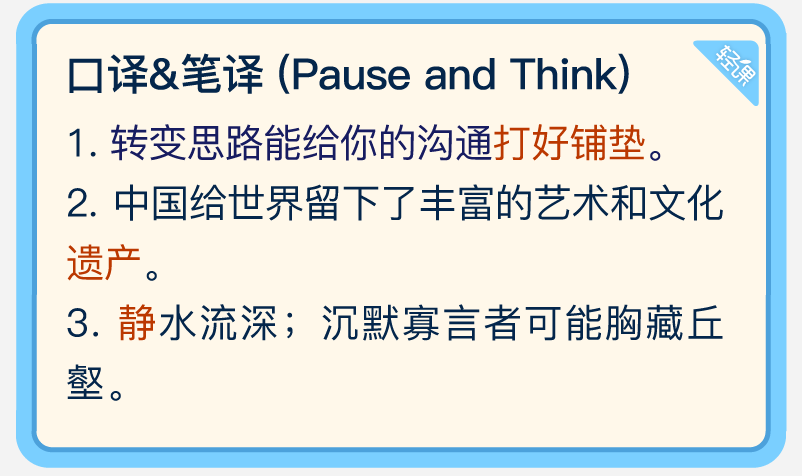 口译&笔译 (Pause and Think)
轻课
1. 转变思路能给你的沟通打好铺垫。
2. 中国给世界留下了丰富的艺术和文化
遗产。
3. 静水流深；沉默寡言者可能胸藏丘
壑。